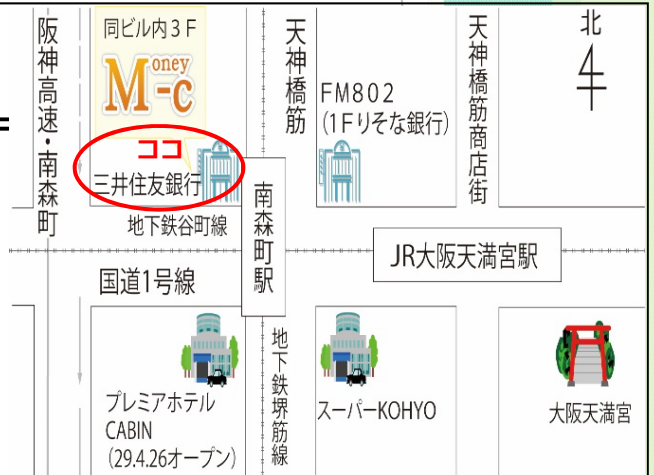 阪神高速・南森町
同ビル内3F
Money-c
ココ
三井住友銀行
天神橋筋
FM802
(1Fりそな銀行)
天神橋筋商店街
北
地下鉄谷町線
南森町駅
JR大阪天満宮駅
国道1号線
地下鉄堺筋線
プレミアホテル
CABIN
(29.4.26オープン)
スーパーKOHYO
大阪天満宮